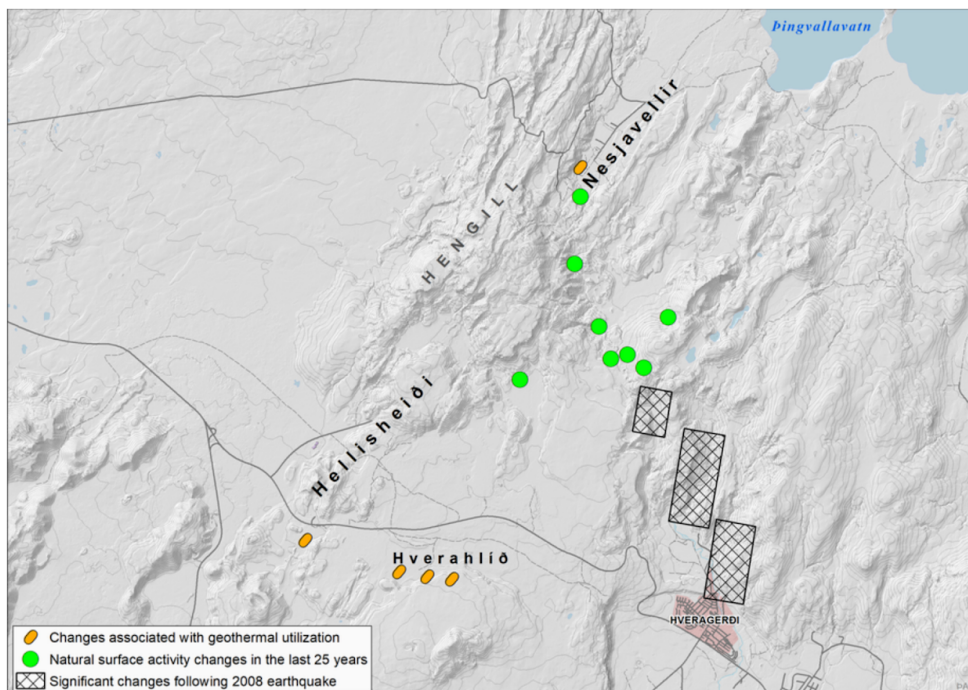 Þingvallavatn
Nesjavellir
HENGILL
Hellisheiði
Hverahlíð
HVERAGERÐI
Changes associated with geothermal utilization
Natural surface activity changes in the last 25 years
Significant changes following 2008 earthquake